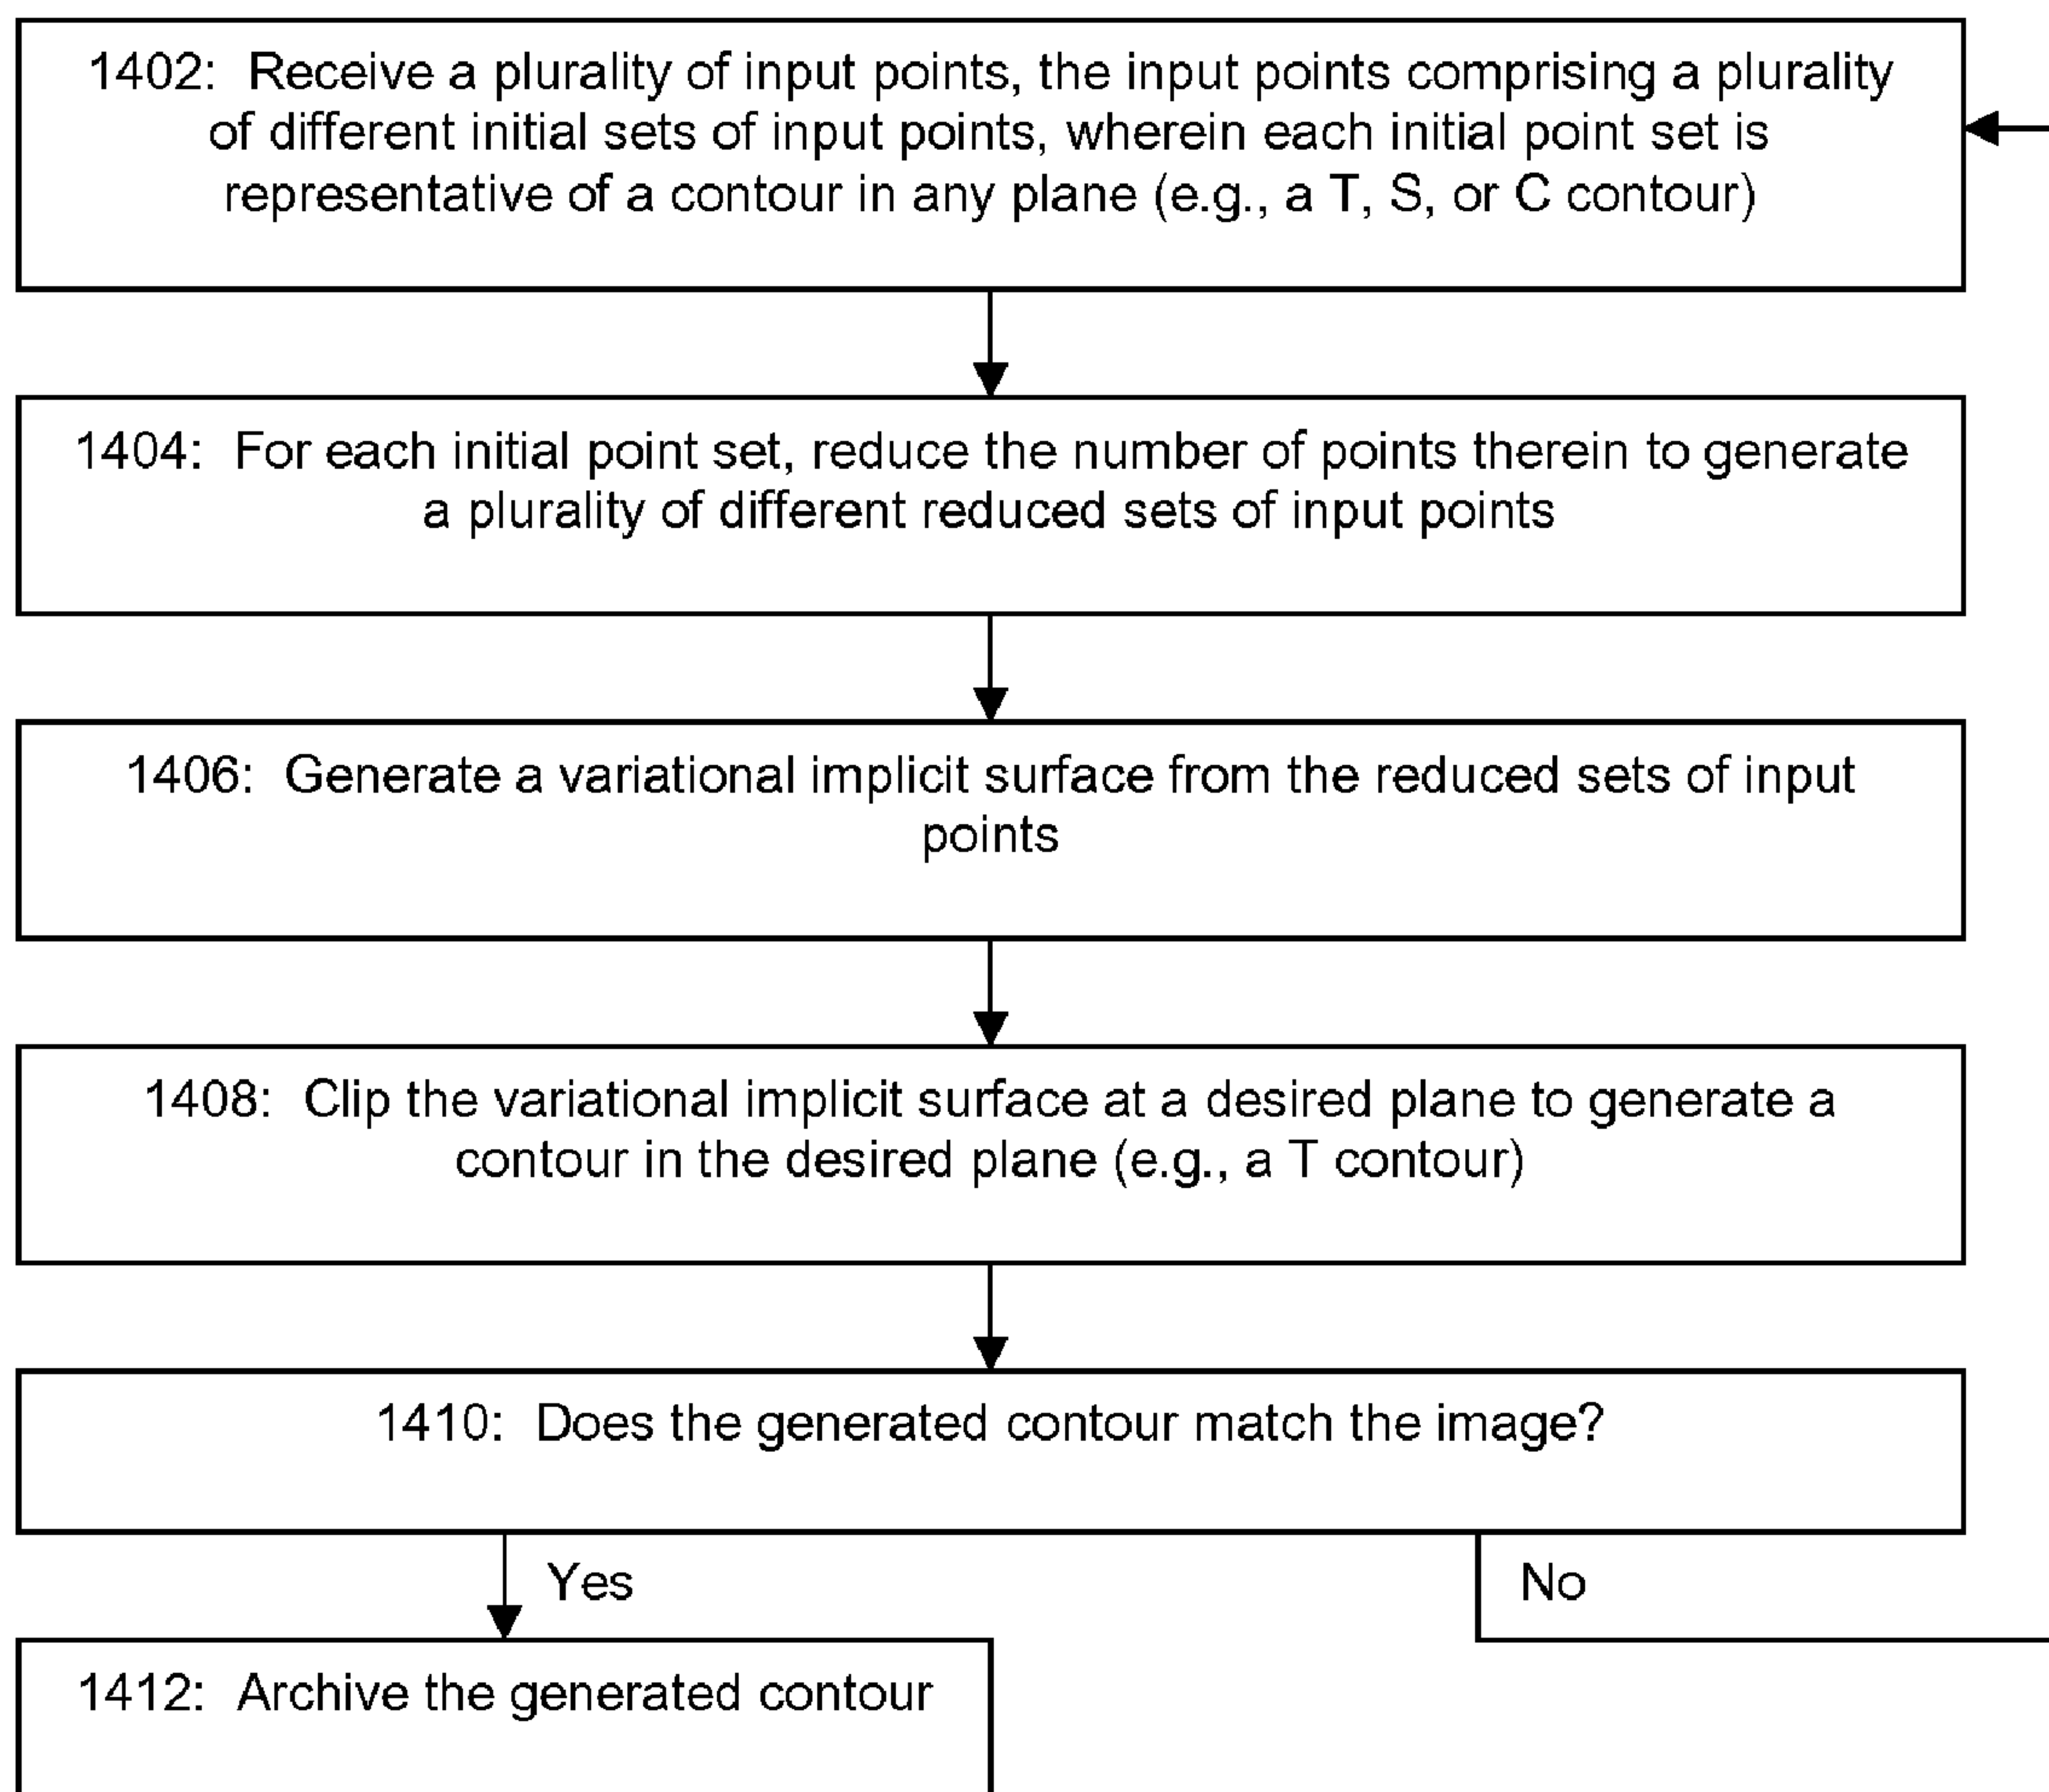 1402: Receive a plurality of input points, the input points comprising a plurality
of different initial sets of input points, wherein each initial point set is
representative of a contour in any plane (e.g., a T, S, or C contour)
1404: For each initial point set, reduce the number of points therein to generate
a plurality of different reduced sets of input points
1406: Generate a variational implicit surface from the reduced sets of input
points
1408: Clip the variational implicit surface at a desired plane to generate a
contour in the desired plane (e.g., a T contour)
1410: Does the generated contour match the image?
Yes
No
1412: Archive the generated contour